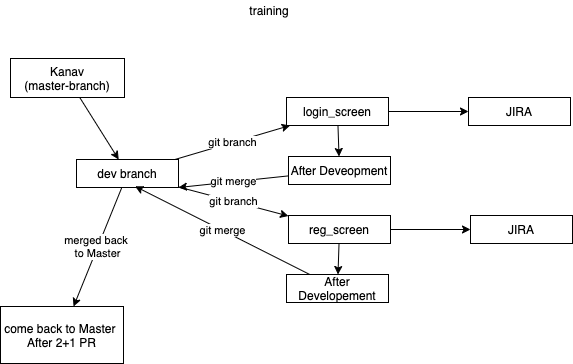 training
Kanav
(master-branch)
login_screen
JIRA
git branch
After Deveopment
dev branch
git merge
git branch
reg_screen
JIRA
git merge
merged back
to Master
After
Developement
come back to Master
After 2+1 PR